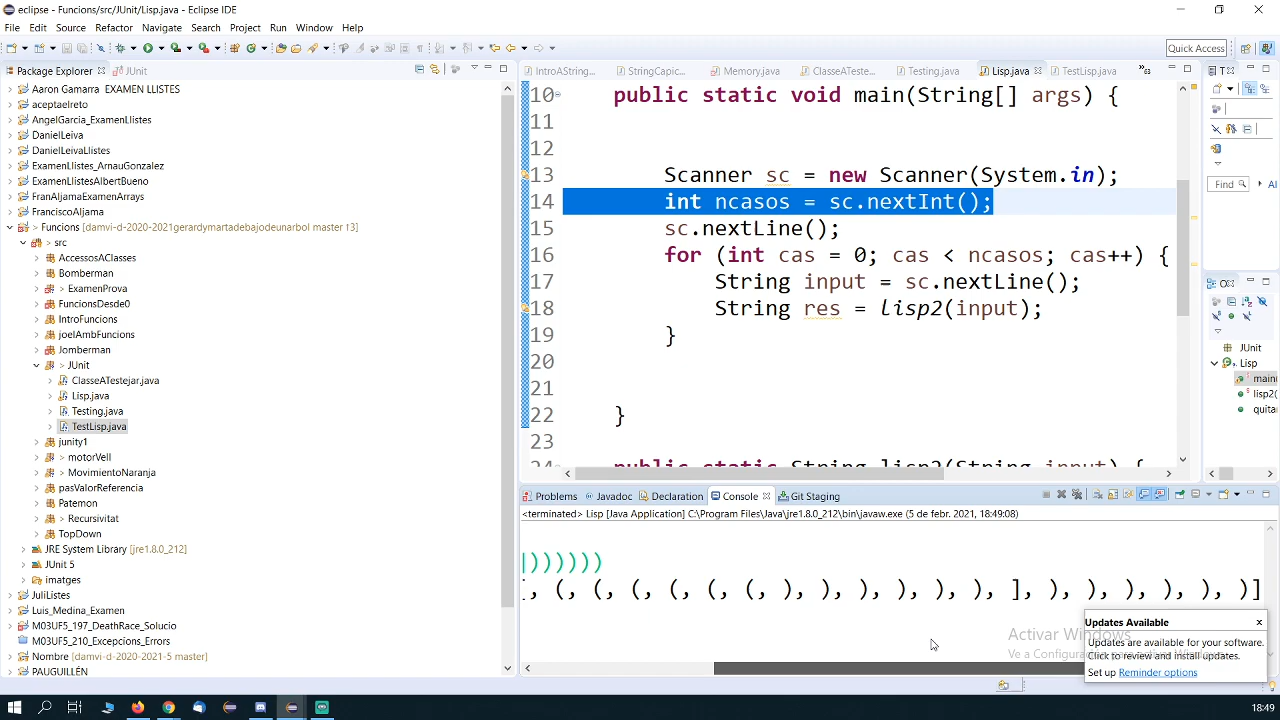 eclipse - Funcions/src/JUnit/Lisp.java - Eclipse IDE
File Edit Source Refactor Navigate Search Project Run Window Help
Quick Access
Package Explorer JUnit
Aaron Gamarra EXAMEN LLISTES
aceptaelreto
AngelGarcia_ExamenLlistes
DanielLeiva
DanielLeivaLlistes
ExamenLlistes_ArnauGonzalez
ExamenLlistesAlbertBueno
FranAljamaExamenArrays
FranciscoAljama
> Funcions [damvi-d-2020-2021gerardymartadebajodeunarbol master ↑3]
> src
AccessosAClasses
Bomberman
> ExamenProva
FuncionsDesde0
IntroFuncions
joelAmbFuncions
Jomberman
> JUnit
> ClasseATestejar.java
> Lisp.java
> Testing.java
> TestLisp.java
junity1
> motorVell
> MovimientoNaranja
pasValorReferencia
Patemon
> Recursivitat
TopDown
JRE System Library [jre1.8.0_212]
JUnit 5
imatges
JuliLlistes
Luis_Medina_Examen
M03UF5_197_DeathRace_Solucio
M03UF5_210_Excepcions_Errors
Nombre (damvi-d-2020-2021-5 master)
PAUGUILLÉN
IntroAString... StringCapic... Memory.java ClasseATeste... Testing.java Lisp.java TestLisp.java
10 public static void main(String[] args) {
11
12
13 Scanner sc = new Scanner(System.in);
14 int ncasos = sc.nextInt();
15 sc.nextLine();
16 for (int cas = 0; cas < ncasos; cas++) {
17 String input = sc.nextLine();
18 String res = lisp2(input);
19 }
20
21
22 }
23
24 public static String lisp2(String input) {
Find
All
JUnit
> Lisp
main(
lisp2(
quitar
Problems Javadoc Declaration Console Git Staging
<terminated> Lisp [Java Application] C:\Program Files\Java\jre1.8.0_212\bin\javaw.exe (5 de febr. 2021, 18:49:08)
))))))
, (, (, (, (, (, (, ), ), ), ), ), ), ], ), ), ), ), ), )]
Activar Windows
Updates Available
Updates are available for your software.
Click to review and install updates.
Set up Reminder options
18:49